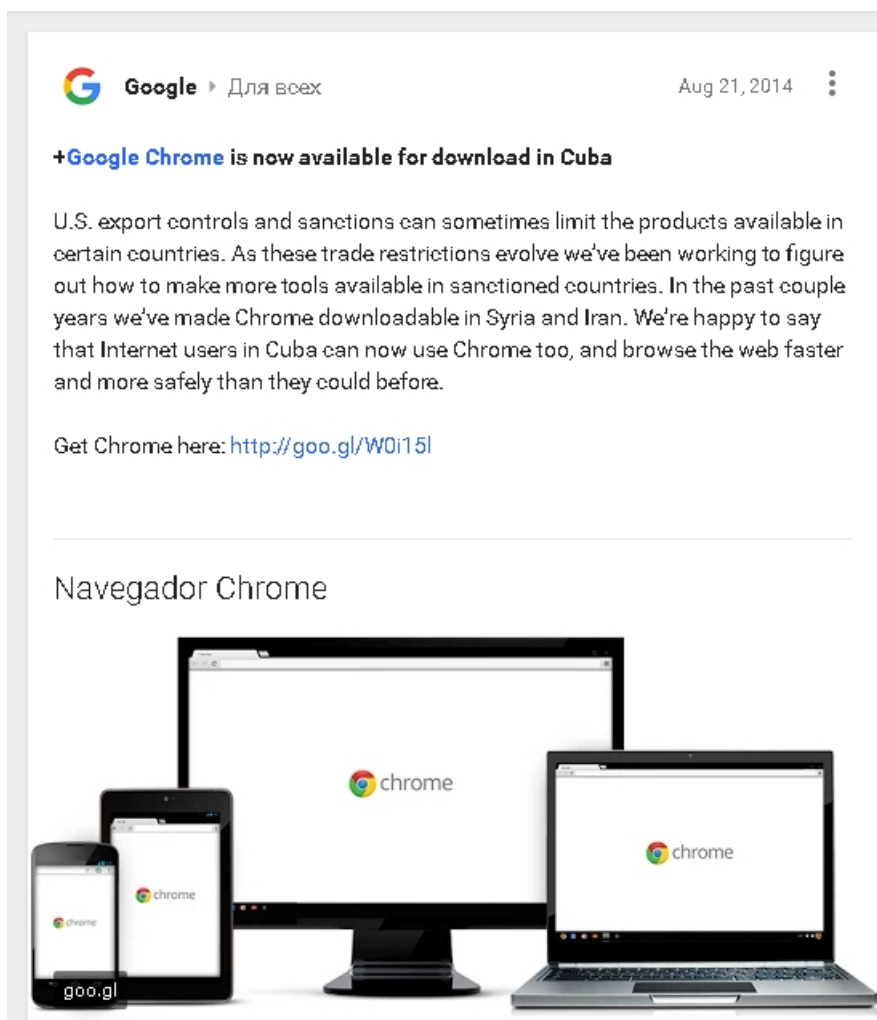 Google ▸ Для всех
Aug 21, 2014
+Google Chrome is now available for download in Cuba
U.S. export controls and sanctions can sometimes limit the products available in
certain countries. As these trade restrictions evolve we've been working to figure
out how to make more tools available in sanctioned countries. In the past couple
years we've made Chrome downloadable in Syria and Iran. We're happy to say
that Internet users in Cuba can now use Chrome too, and browse the web faster
and more safely than they could before.
Get Chrome here: http://goo.gl/W0i15l
Navegador Chrome
chrome
chrome
chrome
chrome
goo.gl